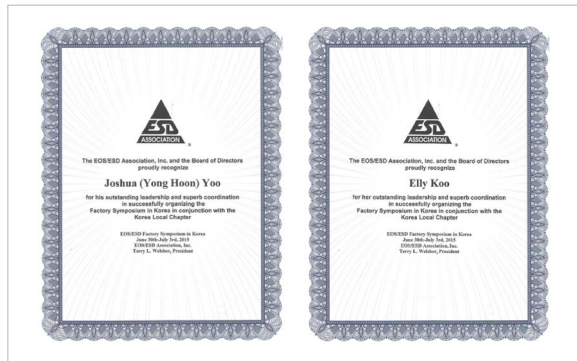 ESD
ASSOCIATION
®
The EOS/ESD Association, Inc. and the Board of Directors
proudly recognize
Joshua (Yong Hoon) Yoo
for his outstanding leadership and superb coordination
in successfully organizing the
Factory Symposium in Korea in conjunction with the
Korea Local Chapter
EOS/ESD Factory Symposium in Korea
June 30th-July 3rd, 2015
EOS/ESD Association, Inc.
Terry L. Welsher, President
ESD
ASSOCIATION
®
The EOS/ESD Association, Inc. and the Board of Directors
proudly recognize
Elly Koo
for her outstanding leadership and superb coordination
in successfully organizing the
Factory Symposium in Korea in conjunction with the
Korea Local Chapter
EOS/ESD Factory Symposium in Korea
June 30th-July 3rd, 2015
EOS/ESD Association, Inc.
Terry L. Welsher, President